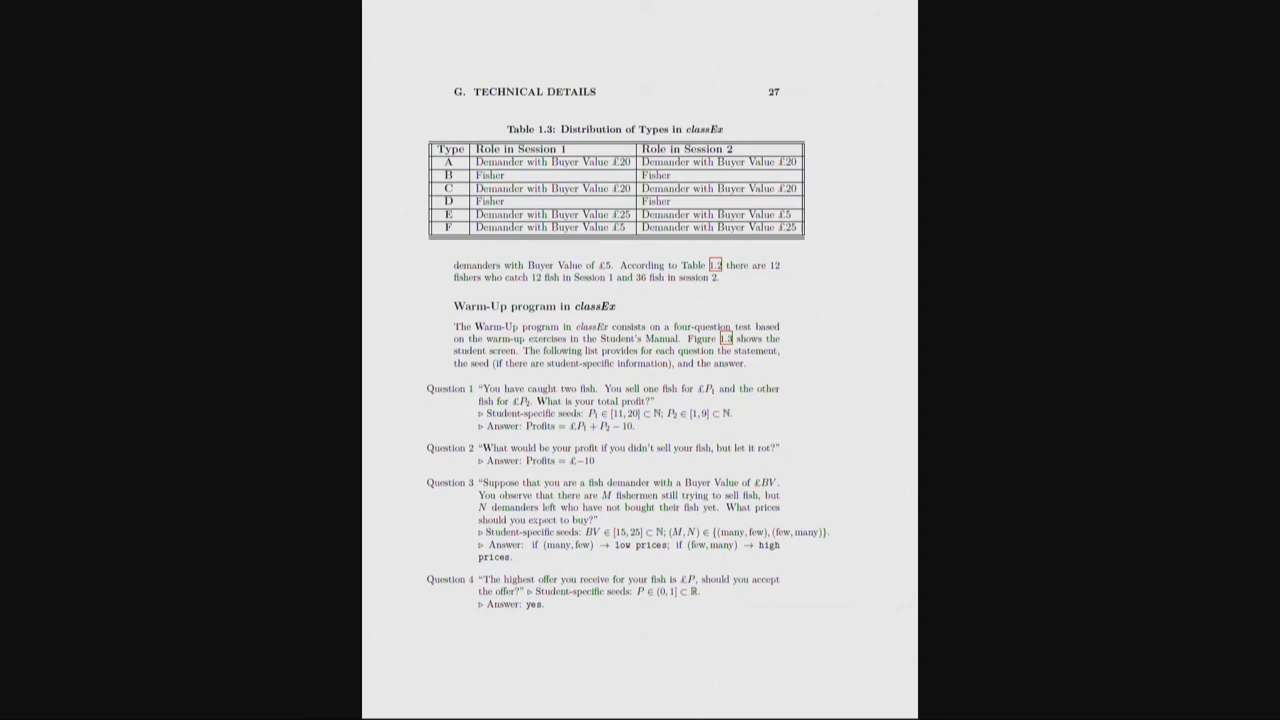 G. TECHNICAL DETAILS 27
Table 1.3: Distribution of Types in classEx
Type Role in Session 1 Role in Session 2
A Demander with Buyer Value £20 Demander with Buyer Value £20
B Fisher Fisher
C Demander with Buyer Value £20 Demander with Buyer Value £20
D Fisher Fisher
E Demander with Buyer Value £25 Demander with Buyer Value £5
F Demander with Buyer Value £5 Demander with Buyer Value £25
demanders with Buyer Value of £5. According to Table 1.2 there are 12
fishers who catch 12 fish in Session 1 and 36 fish in session 2.
Warm-Up program in classEx
The Warm-Up program in classEx consists on a four-question test based
on the warm-up exercises in the Student's Manual. Figure 1.3 shows the
student screen. The following list provides for each question the statement,
the seed (if there are student-specific information), and the answer.
Question 1 “You have caught two fish. You sell one fish for £P₁ and the other
fish for £P₂. What is your total profit?”
▹ Student-specific seeds: P₁ ∈ [11, 20] ⊂ ℕ; P₂ ∈ [1, 9] ⊂ ℕ.
▹ Answer: Profits = £P₁ + P₂ − 10.
Question 2 “What would be your profit if you didn't sell your fish, but let it rot?”
▹ Answer: Profits = £−10
Question 3 “Suppose that you are a fish demander with a Buyer Value of £BV.
You observe that there are M fishermen still trying to sell fish, but
N demanders left who have not bought their fish yet. What prices
should you expect to buy?”
▹ Student-specific seeds: BV ∈ [15, 25] ⊂ ℕ; (M, N) ∈ {(many, few), (few, many)}.
▹ Answer: if (many, few) → low prices; if (few, many) → high
prices.
Question 4 “The highest offer you receive for your fish is £P, should you accept
the offer?” ▹ Student-specific seeds: P ∈ (0, 1] ⊂ ℝ.
▹ Answer: yes.